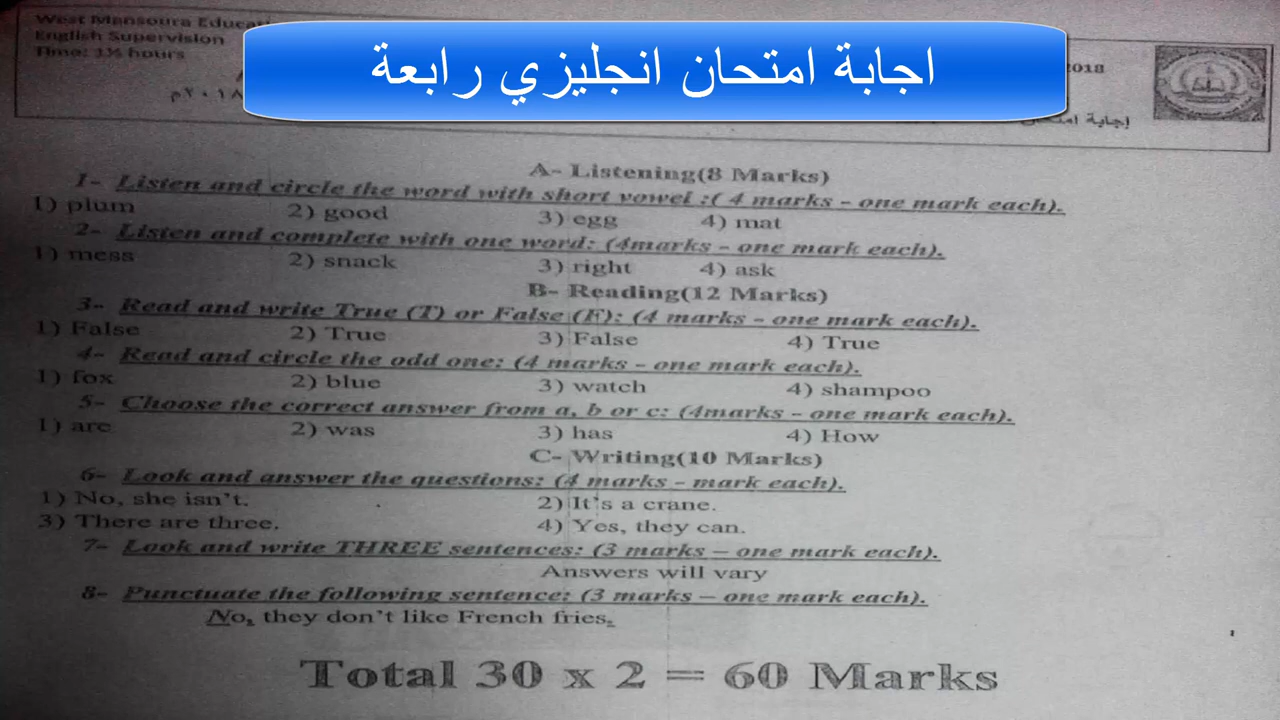 West Mansoura
English Supervision
Time: 1½ hours
اجابة امتحان انجليزي رابعة
2018
٢٠١٨م
إجابة
A- Listening(8 Marks)
1- Listen and circle the word with short vowel :( 4 marks - one mark each).
1) plum 2) good 3) egg 4) mat
2- Listen and complete with one word: (4marks - one mark each).
1) mess 2) snack 3) right 4) ask
B- Reading(12 Marks)
3- Read and write True (T) or False (F): (4 marks - one mark each).
1) False 2) True 3) False 4) True
4- Read and circle the odd one: (4 marks - one mark each).
1) fox 2) blue 3) watch 4) shampoo
5- Choose the correct answer from a, b or c: (4marks - one mark each).
1) are 2) was 3) has 4) How
C- Writing(10 Marks)
6- Look and answer the questions: (4 marks - mark each).
1) No, she isn't. 2) It's a crane.
3) There are three. 4) Yes, they can.
7- Look and write THREE sentences: (3 marks – one mark each).
Answers will vary
8- Punctuate the following sentence: (3 marks – one mark each).
No, they don't like French fries.
Total 30 x 2 = 60 Marks